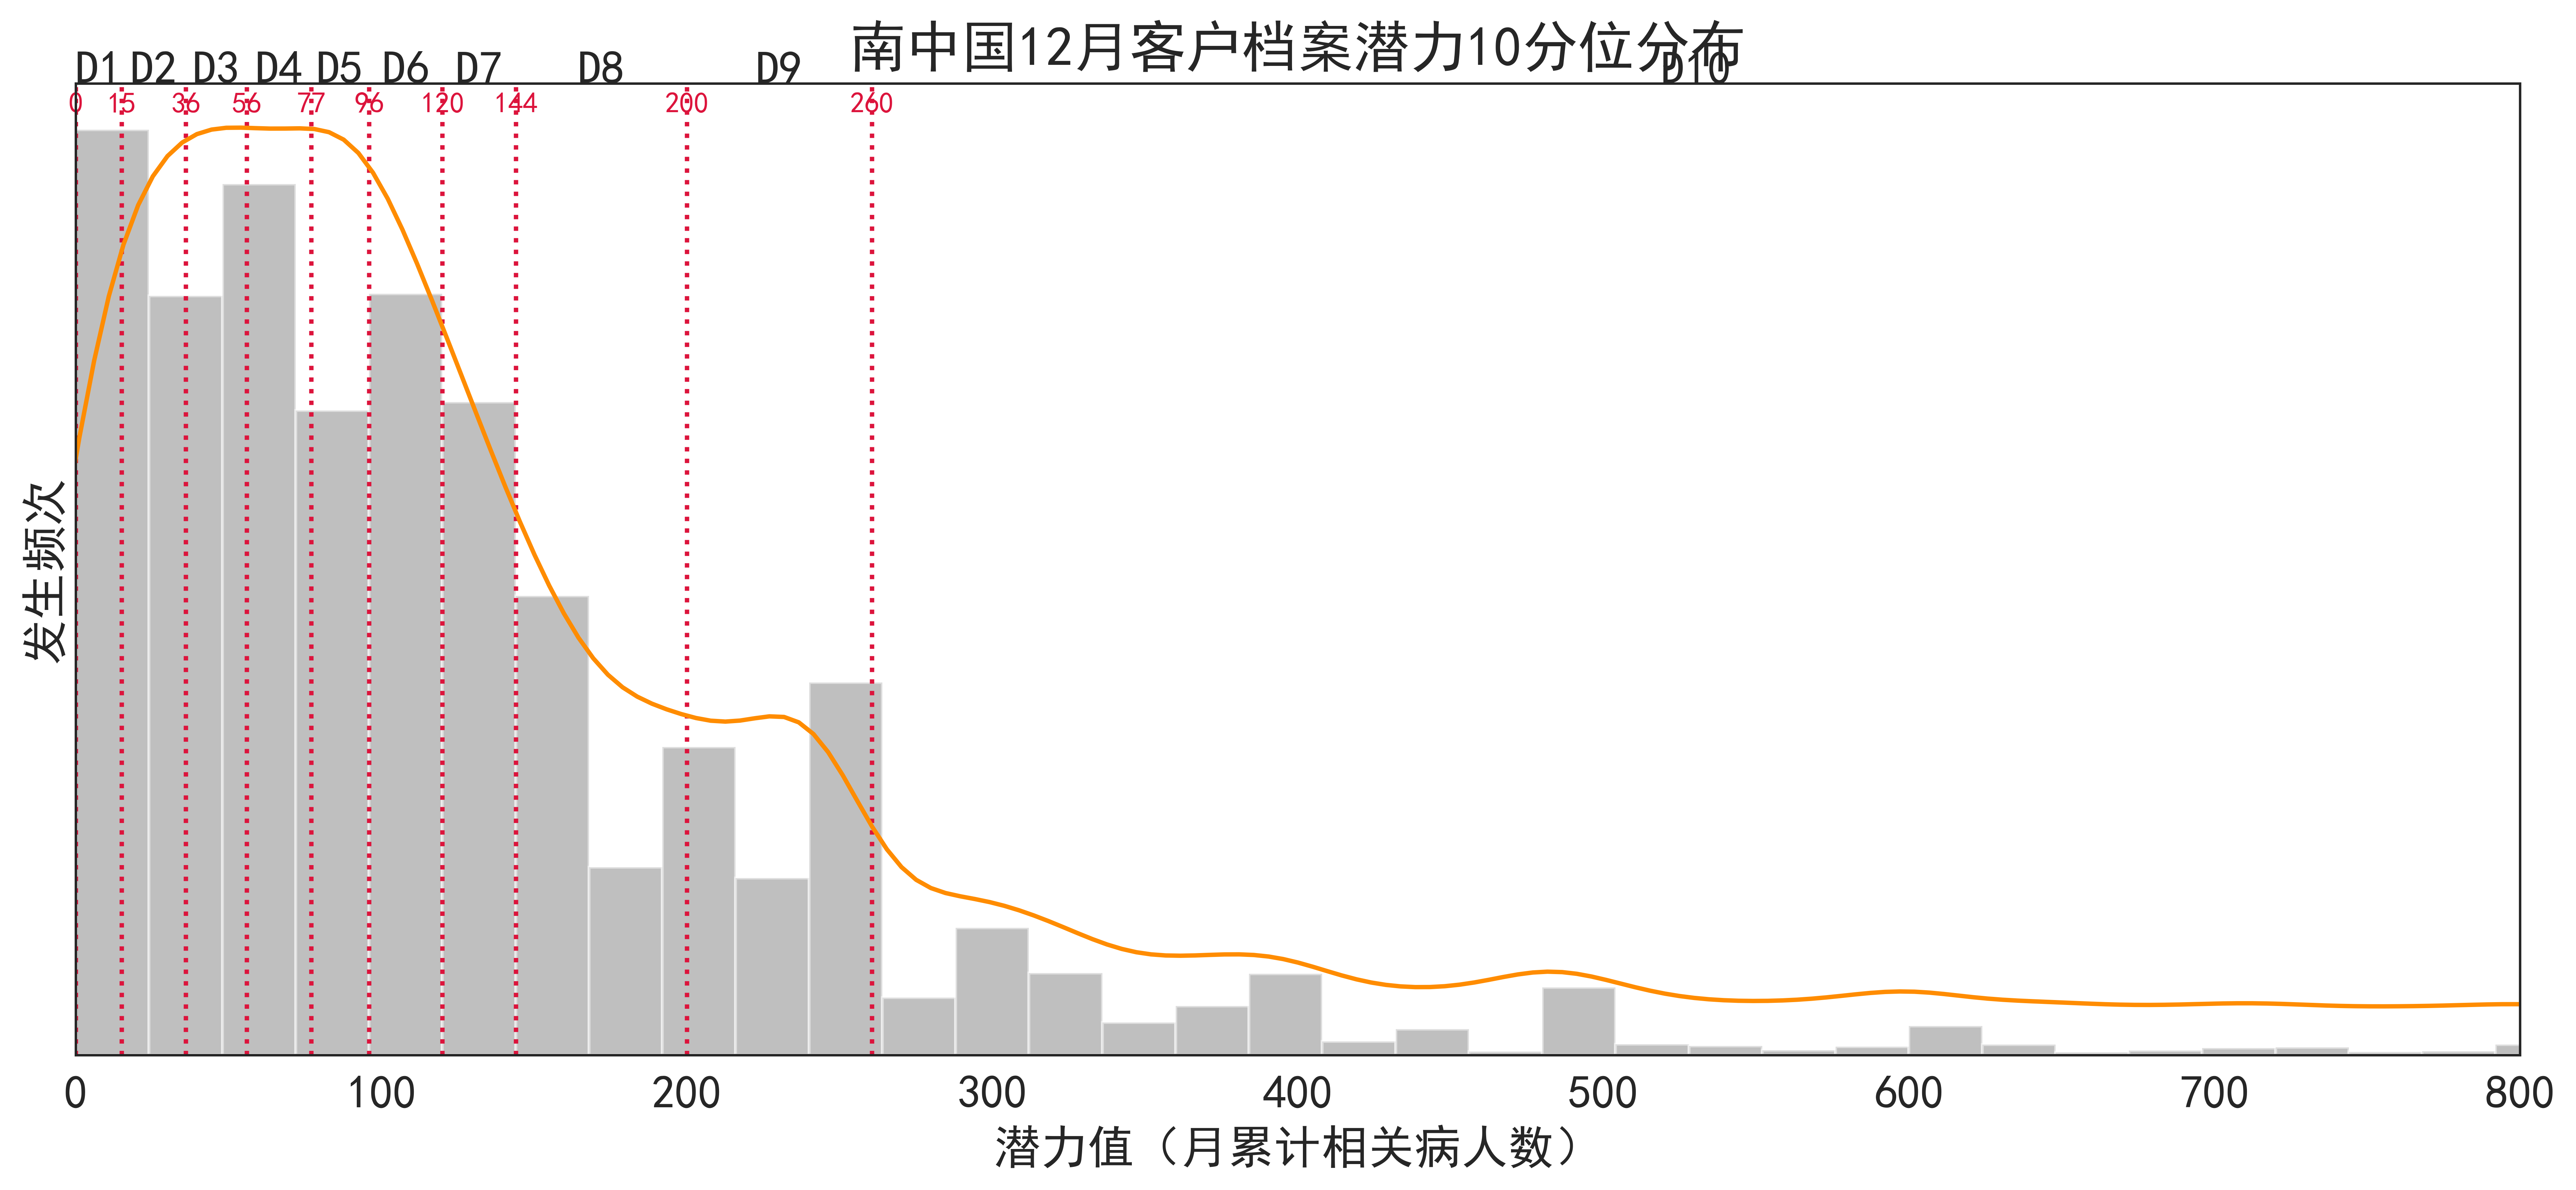 南中国12月客户档案潜力10分位分布
D1 D2 D3 D4 D5 D6 D7 D8 D9 D10
0 15 36 56 77 96 120 144 200 260
发生频次
0 100 200 300 400 500 600 700 800
潜力值（月累计相关病人数）